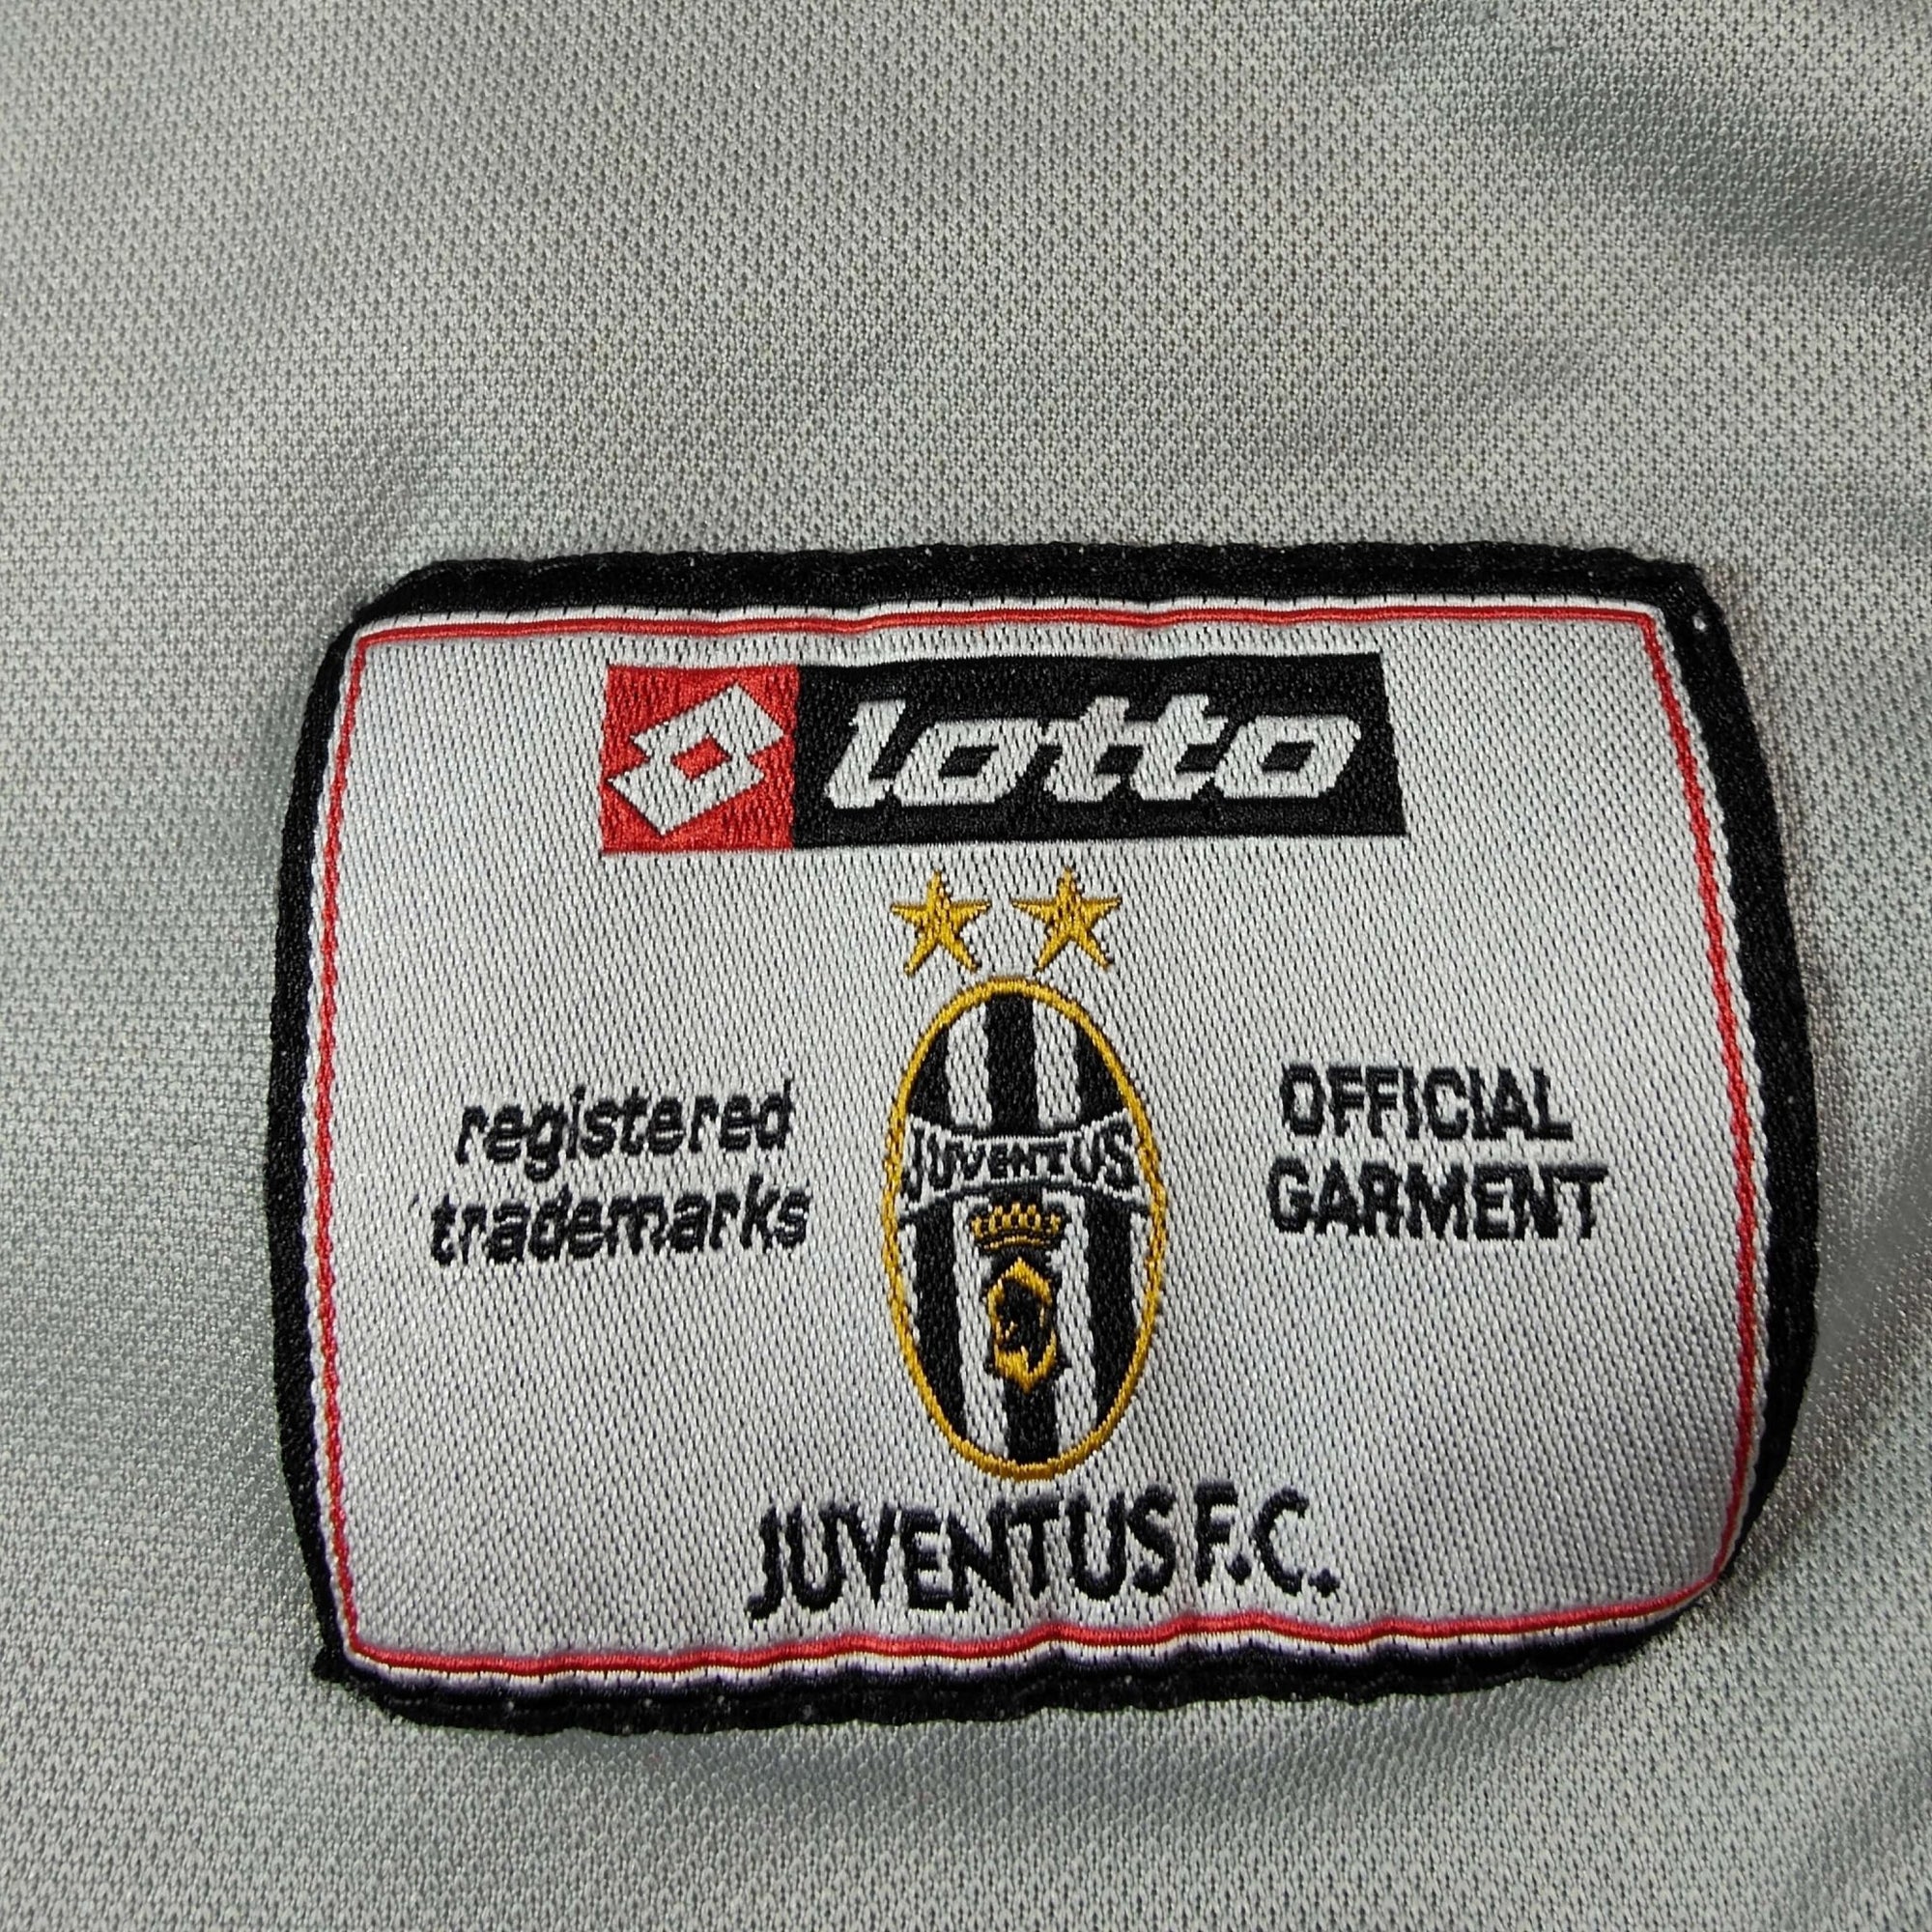 lotto
registered
trademarks
JUVENTUS
OFFICIAL
GARMENT
JUVENTUS F.C.